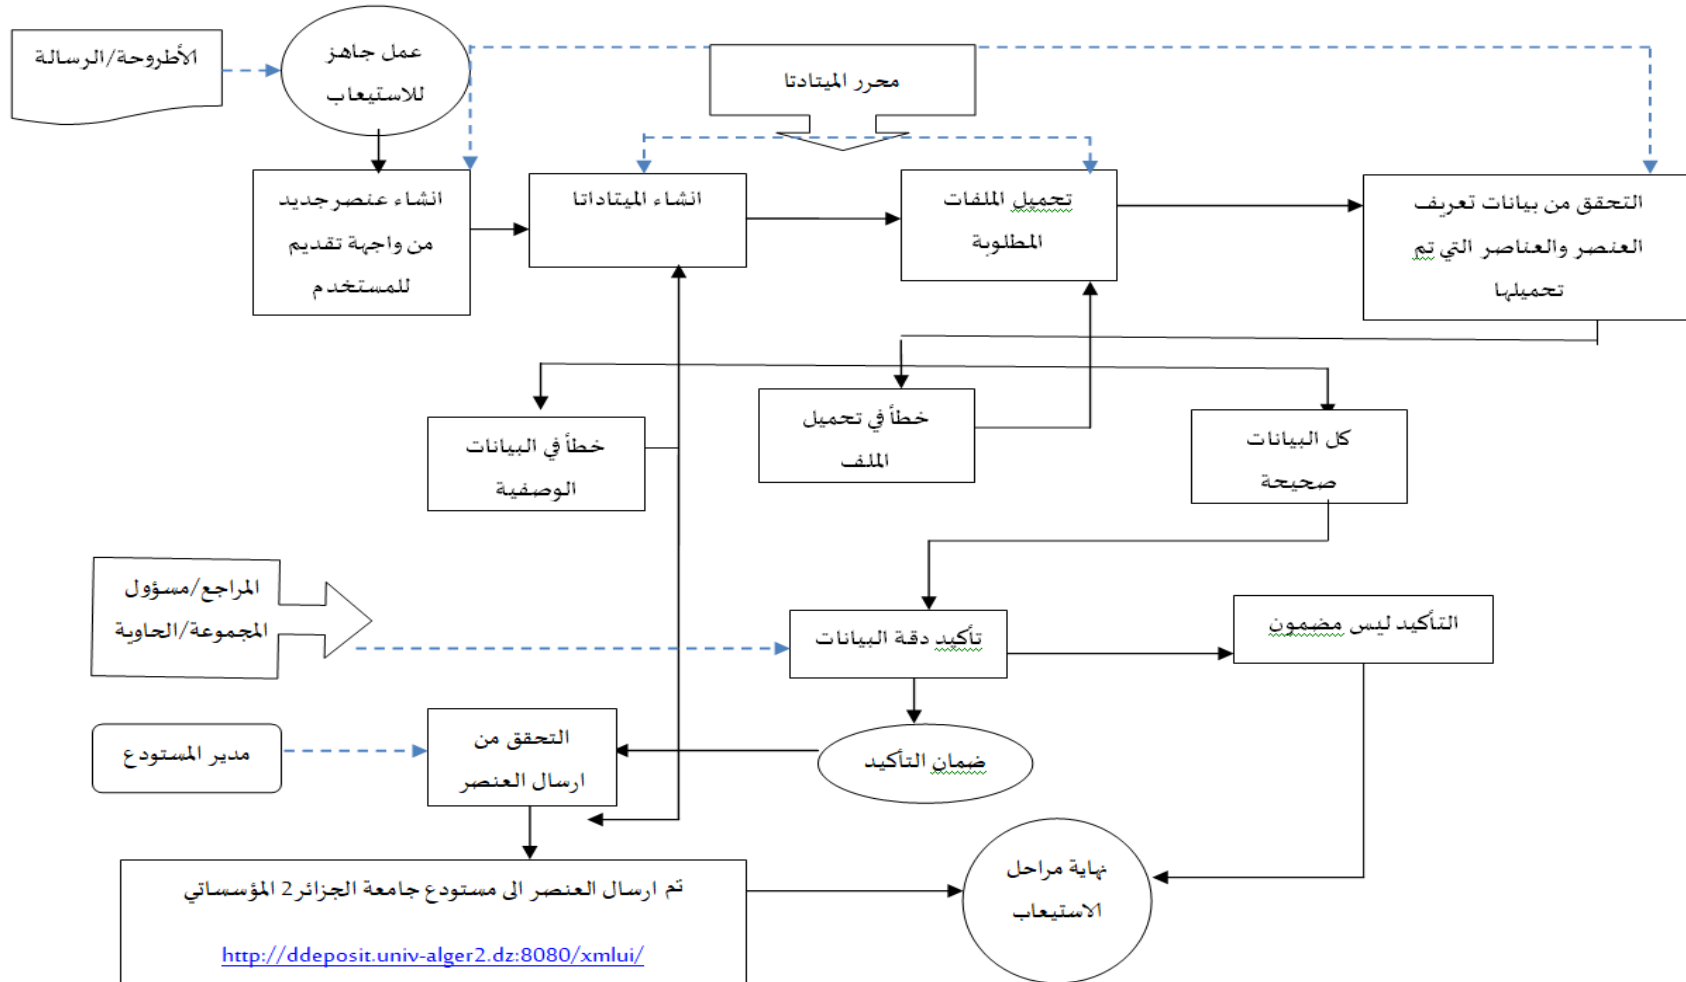 الأطروحة/الرسالة
عمل جاهز
للاستيعاب
محرر الميتادتا
انشاء عنصر جديد
من واجهة تقديم
للمستخدم
انشاء الميتاداتا
تحميل الملفات
المطلوبة
التحقق من بيانات تعريف
العنصر والعناصر التي تم
تحميلها
خطأ في البيانات
الوصفية
خطأ في تحميل
الملف
كل البيانات
صحيحة
المراجع/مسؤول
المجموعة/الحاوية
تأكيد دقة البيانات
التأكيد ليس مضمون
مدير المستودع
التحقق من
ارسال العنصر
ضمان التأكيد
نهاية مراحل
الاستيعاب
تم ارسال العنصر الى مستودع جامعة الجزائر2 المؤسساتي
http://ddeposit.univ-alger2.dz:8080/xmlui/